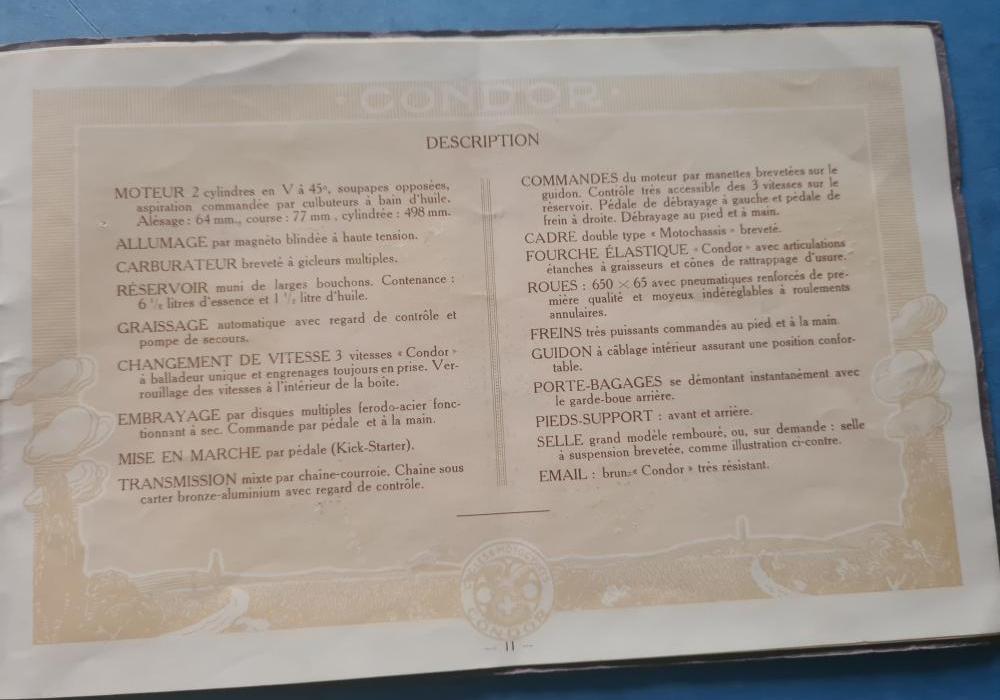 CONDOR
DESCRIPTION
MOTEUR 2 cylindres en V à 45°, soupapes opposées,
aspiration commandée par culbuteurs à bain d'huile.
Alésage : 64 mm., course : 77 mm, cylindrée : 498 mm.
ALLUMAGE par magnéto blindée à haute tension.
CARBURATEUR breveté à gicleurs multiples.
RÉSERVOIR muni de larges bouchons. Contenance :
6 ½ litres d'essence et 1 ½ litre d'huile.
GRAISSAGE automatique avec regard de contrôle et
pompe de secours.
CHANGEMENT DE VITESSE 3 vitesses « Condor »
à balladeur unique et engrenages toujours en prise. Ver-
rouillage des vitesses à l'intérieur de la boîte.
EMBRAYAGE par disques multiples ferodo-acier fonc-
tionnant à sec. Commande par pédale et à la main.
MISE EN MARCHE par pédale (Kick-Starter).
TRANSMISSION mixte par chaîne-courroie. Chaîne sous
carter bronze-aluminium avec regard de contrôle.
COMMANDES du moteur par manettes brevetées sur le
guidon. Contrôle très accessible des 3 vitesses sur le
réservoir. Pédale de débrayage à gauche et pédale de
frein à droite. Débrayage au pied et à main.
CADRE double type « Motochassis » breveté.
FOURCHE ÉLASTIQUE « Condor » avec articulations
étanches à graisseurs et cônes de rattrappage d'usure.
ROUES : 650 × 65 avec pneumatiques renforcés de pre-
mière qualité et moyeux indéréglables à roulements
annulaires.
FREINS très puissants commandés au pied et à la main.
GUIDON à câblage intérieur assurant une position confor-
table.
PORTE-BAGAGES se démontant instantanément avec
le garde-boue arrière.
PIEDS-SUPPORT : avant et arrière.
SELLE grand modèle rembouré, ou, sur demande : selle
à suspension brevetée, comme illustration ci-contre.
EMAIL : brun « Condor » très résistant.
CONDOR
— 11 —